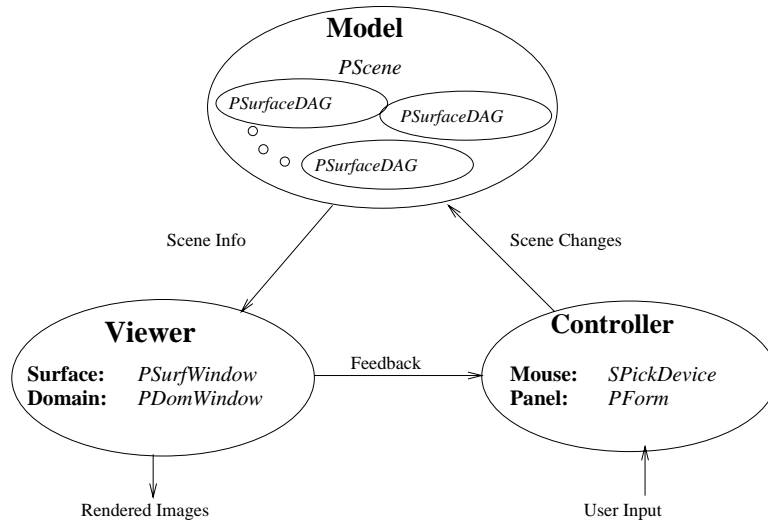 Model
PScene
PSurfaceDAG
PSurfaceDAG
PSurfaceDAG
Scene Info
Scene Changes
Viewer
Surface: PSurfWindow
Domain: PDomWindow
Feedback
Controller
Mouse: SPickDevice
Panel: PForm
Rendered Images
User Input